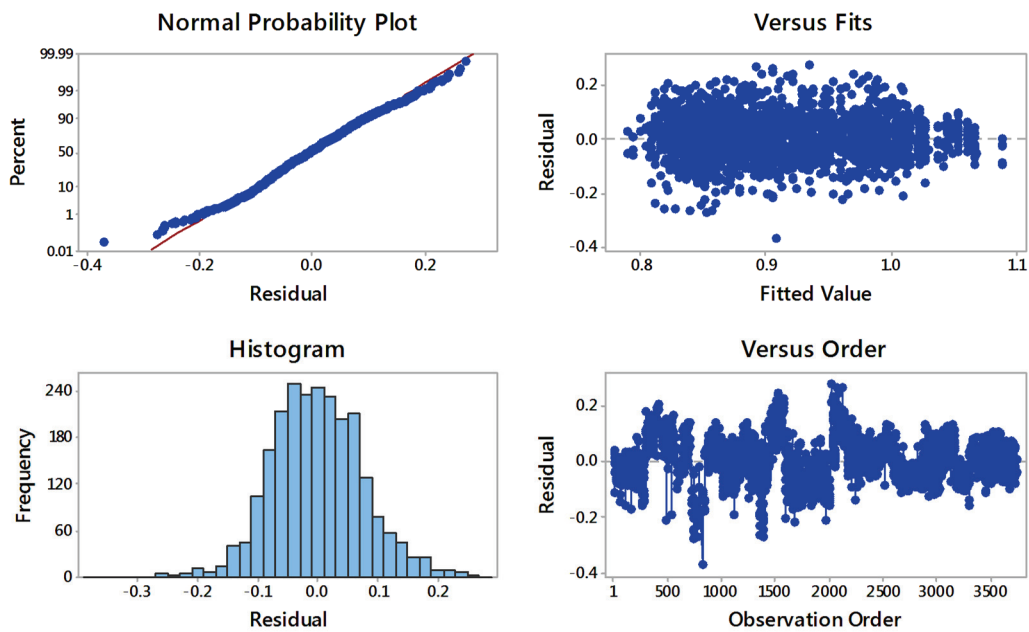 Normal Probability Plot
99.99
99
90
50
10
1
0.01
Percent
-0.4 -0.2 0.0 0.2
Residual
Versus Fits
0.2
0.0
-0.2
-0.4
Residual
0.8 0.9 1.0 1.1
Fitted Value
Histogram
240
180
120
60
0
Frequency
-0.3 -0.2 -0.1 0.0 0.1 0.2
Residual
Versus Order
0.2
0.0
-0.2
-0.4
Residual
1 500 1000 1500 2000 2500 3000 3500
Observation Order